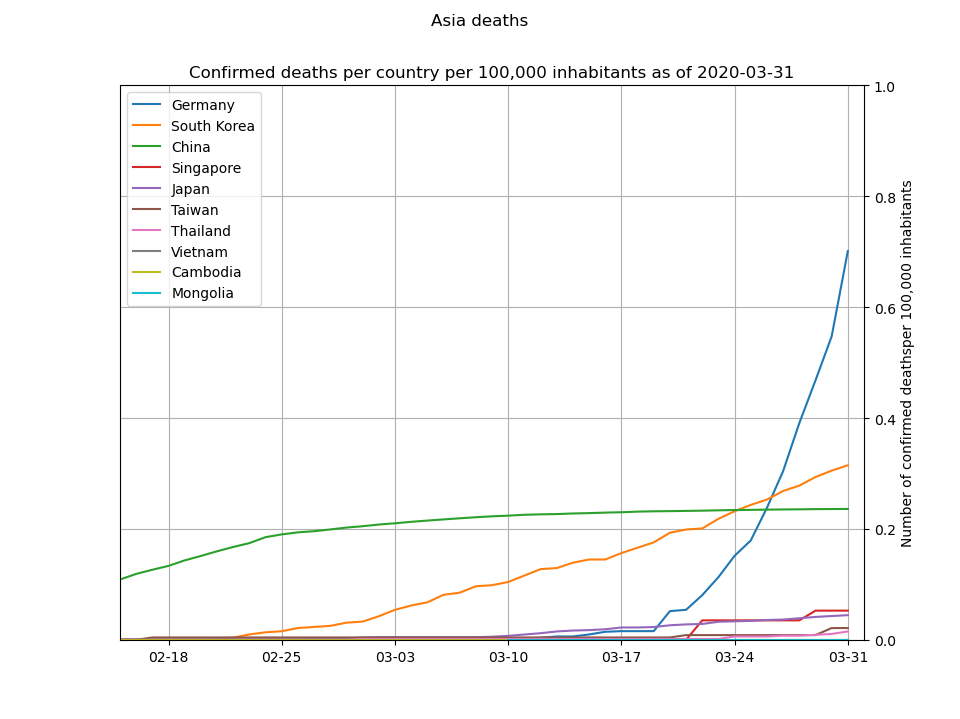 Asia deaths
Confirmed deaths per country per 100,000 inhabitants as of 2020-03-31
Germany
South Korea
China
Singapore
Japan
Taiwan
Thailand
Vietnam
Cambodia
Mongolia
1.0
0.8
0.6
0.4
0.2
0.0
Number of confirmed deathsper 100,000 inhabitants
02-18
02-25
03-03
03-10
03-17
03-24
03-31